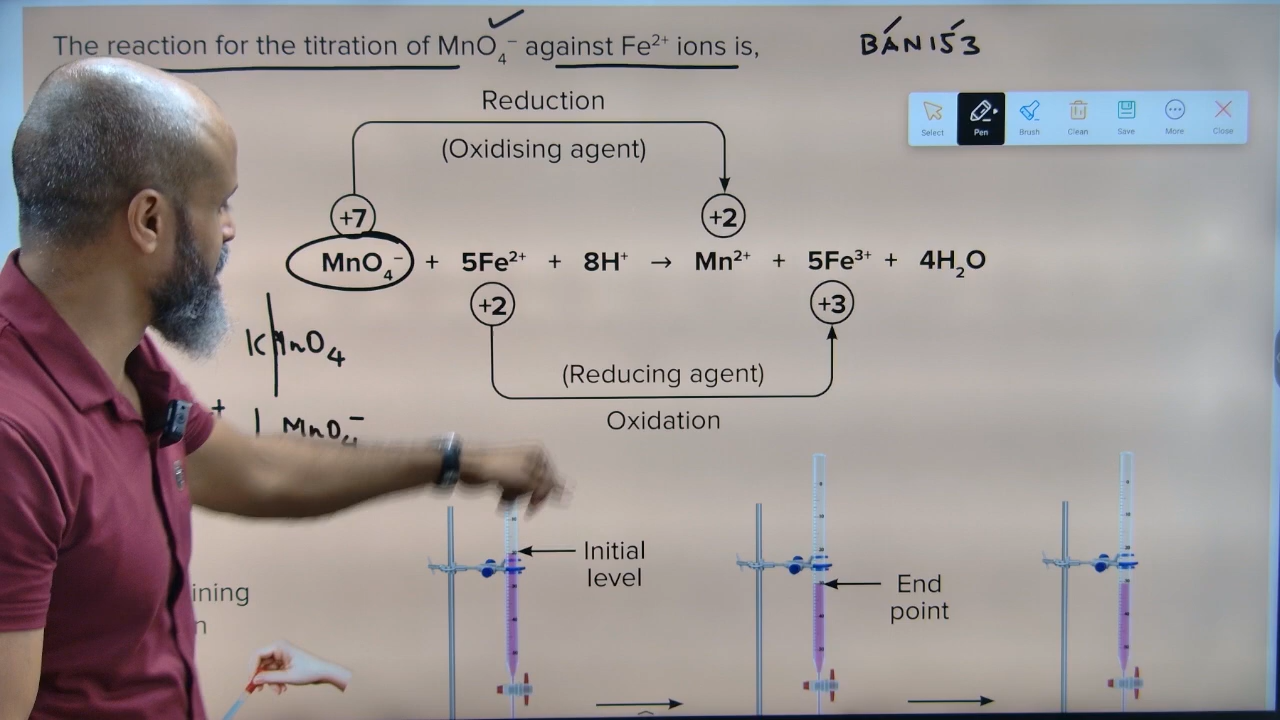 The reaction for the titration of MnO₄⁻ against Fe²⁺ ions is,
BÁN1Ś3
Select Pen Brush Clean Save More Close
Reduction
(Oxidising agent)
+7 +2
MnO₄⁻ + 5Fe²⁺ + 8H⁺ → Mn²⁺ + 5Fe³⁺ + 4H₂O
+2 +3
KMnO₄
(Reducing agent)
Oxidation
+ MnO₄⁻
Initial
level
End
point